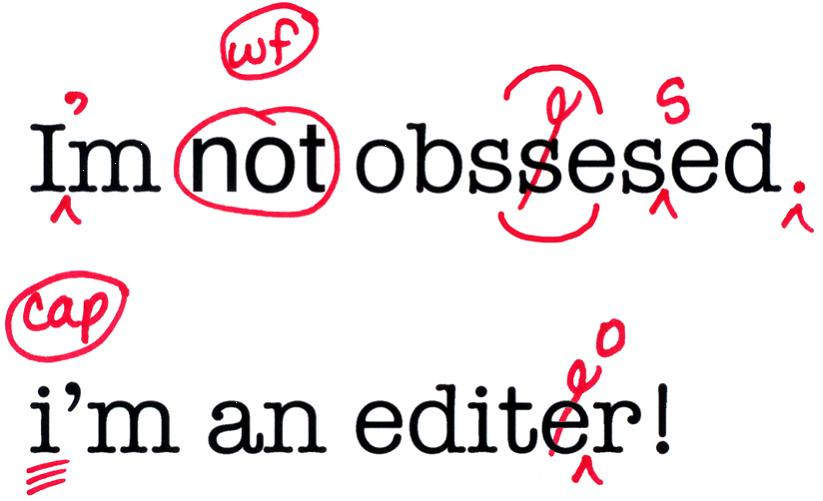 wf
, s
Im not obssesed
.
cap
o
i'm an editer!